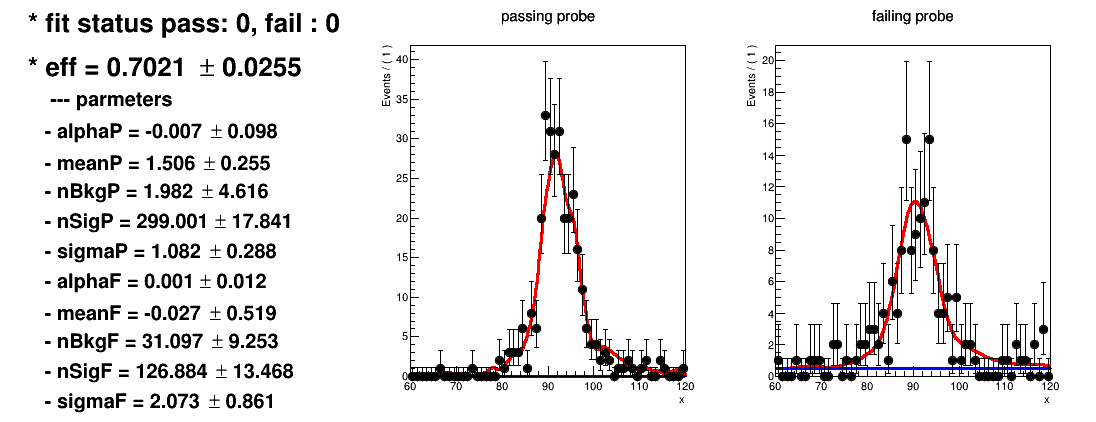 * fit status pass: 0, fail : 0
* eff = 0.7021 ± 0.0255
--- parmeters
- alphaP = -0.007 ± 0.098
- meanP = 1.506 ± 0.255
- nBkgP = 1.982 ± 4.616
- nSigP = 299.001 ± 17.841
- sigmaP = 1.082 ± 0.288
- alphaF = 0.001 ± 0.012
- meanF = -0.027 ± 0.519
- nBkgF = 31.097 ± 9.253
- nSigF = 126.884 ± 13.468
- sigmaF = 2.073 ± 0.861
passing probe
Events / ( 1 )
40
35
30
25
20
15
10
5
0
60 70 80 90 100 110 120
x
failing probe
Events / ( 1 )
20
18
16
14
12
10
8
6
4
2
0
60 70 80 90 100 110 120
x